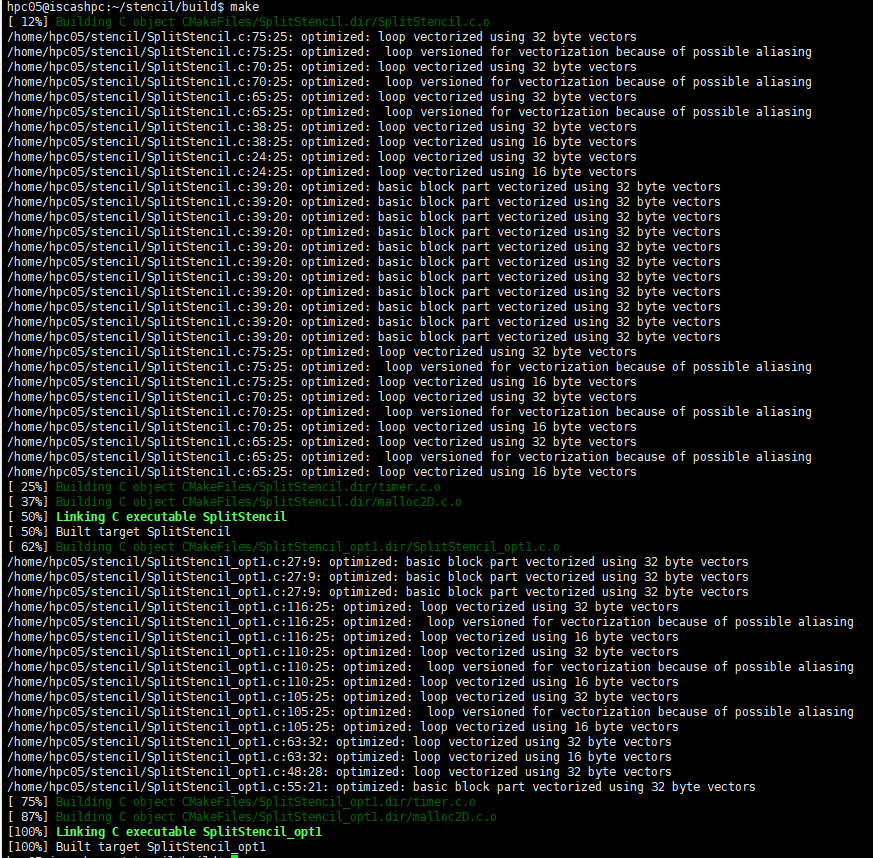 hpc05@iscashpc:~/stencil/build$ make
[ 12%] Building C object CMakeFiles/SplitStencil.dir/SplitStencil.c.o
/home/hpc05/stencil/SplitStencil.c:75:25: optimized: loop vectorized using 32 byte vectors
/home/hpc05/stencil/SplitStencil.c:75:25: optimized:  loop versioned for vectorization because of possible aliasing
/home/hpc05/stencil/SplitStencil.c:70:25: optimized: loop vectorized using 32 byte vectors
/home/hpc05/stencil/SplitStencil.c:70:25: optimized:  loop versioned for vectorization because of possible aliasing
/home/hpc05/stencil/SplitStencil.c:65:25: optimized: loop vectorized using 32 byte vectors
/home/hpc05/stencil/SplitStencil.c:65:25: optimized:  loop versioned for vectorization because of possible aliasing
/home/hpc05/stencil/SplitStencil.c:38:25: optimized: loop vectorized using 32 byte vectors
/home/hpc05/stencil/SplitStencil.c:38:25: optimized: loop vectorized using 16 byte vectors
/home/hpc05/stencil/SplitStencil.c:24:25: optimized: loop vectorized using 32 byte vectors
/home/hpc05/stencil/SplitStencil.c:24:25: optimized: loop vectorized using 16 byte vectors
/home/hpc05/stencil/SplitStencil.c:39:20: optimized: basic block part vectorized using 32 byte vectors
/home/hpc05/stencil/SplitStencil.c:39:20: optimized: basic block part vectorized using 32 byte vectors
/home/hpc05/stencil/SplitStencil.c:39:20: optimized: basic block part vectorized using 32 byte vectors
/home/hpc05/stencil/SplitStencil.c:39:20: optimized: basic block part vectorized using 32 byte vectors
/home/hpc05/stencil/SplitStencil.c:39:20: optimized: basic block part vectorized using 32 byte vectors
/home/hpc05/stencil/SplitStencil.c:39:20: optimized: basic block part vectorized using 32 byte vectors
/home/hpc05/stencil/SplitStencil.c:39:20: optimized: basic block part vectorized using 32 byte vectors
/home/hpc05/stencil/SplitStencil.c:39:20: optimized: basic block part vectorized using 32 byte vectors
/home/hpc05/stencil/SplitStencil.c:39:20: optimized: basic block part vectorized using 32 byte vectors
/home/hpc05/stencil/SplitStencil.c:39:20: optimized: basic block part vectorized using 32 byte vectors
/home/hpc05/stencil/SplitStencil.c:39:20: optimized: basic block part vectorized using 32 byte vectors
/home/hpc05/stencil/SplitStencil.c:75:25: optimized: loop vectorized using 32 byte vectors
/home/hpc05/stencil/SplitStencil.c:75:25: optimized:  loop versioned for vectorization because of possible aliasing
/home/hpc05/stencil/SplitStencil.c:75:25: optimized: loop vectorized using 16 byte vectors
/home/hpc05/stencil/SplitStencil.c:70:25: optimized: loop vectorized using 32 byte vectors
/home/hpc05/stencil/SplitStencil.c:70:25: optimized:  loop versioned for vectorization because of possible aliasing
/home/hpc05/stencil/SplitStencil.c:70:25: optimized: loop vectorized using 16 byte vectors
/home/hpc05/stencil/SplitStencil.c:65:25: optimized: loop vectorized using 32 byte vectors
/home/hpc05/stencil/SplitStencil.c:65:25: optimized:  loop versioned for vectorization because of possible aliasing
/home/hpc05/stencil/SplitStencil.c:65:25: optimized: loop vectorized using 16 byte vectors
[ 25%] Building C object CMakeFiles/SplitStencil.dir/timer.c.o
[ 37%] Building C object CMakeFiles/SplitStencil.dir/malloc2D.c.o
[ 50%] Linking C executable SplitStencil
[ 50%] Built target SplitStencil
[ 62%] Building C object CMakeFiles/SplitStencil_opt1.dir/SplitStencil_opt1.c.o
/home/hpc05/stencil/SplitStencil_opt1.c:27:9: optimized: basic block part vectorized using 32 byte vectors
/home/hpc05/stencil/SplitStencil_opt1.c:27:9: optimized: basic block part vectorized using 32 byte vectors
/home/hpc05/stencil/SplitStencil_opt1.c:27:9: optimized: basic block part vectorized using 32 byte vectors
/home/hpc05/stencil/SplitStencil_opt1.c:116:25: optimized: loop vectorized using 32 byte vectors
/home/hpc05/stencil/SplitStencil_opt1.c:116:25: optimized:  loop versioned for vectorization because of possible aliasing
/home/hpc05/stencil/SplitStencil_opt1.c:116:25: optimized: loop vectorized using 16 byte vectors
/home/hpc05/stencil/SplitStencil_opt1.c:110:25: optimized: loop vectorized using 32 byte vectors
/home/hpc05/stencil/SplitStencil_opt1.c:110:25: optimized:  loop versioned for vectorization because of possible aliasing
/home/hpc05/stencil/SplitStencil_opt1.c:110:25: optimized: loop vectorized using 16 byte vectors
/home/hpc05/stencil/SplitStencil_opt1.c:105:25: optimized: loop vectorized using 32 byte vectors
/home/hpc05/stencil/SplitStencil_opt1.c:105:25: optimized:  loop versioned for vectorization because of possible aliasing
/home/hpc05/stencil/SplitStencil_opt1.c:105:25: optimized: loop vectorized using 16 byte vectors
/home/hpc05/stencil/SplitStencil_opt1.c:63:32: optimized: loop vectorized using 32 byte vectors
/home/hpc05/stencil/SplitStencil_opt1.c:63:32: optimized: loop vectorized using 16 byte vectors
/home/hpc05/stencil/SplitStencil_opt1.c:48:28: optimized: loop vectorized using 32 byte vectors
/home/hpc05/stencil/SplitStencil_opt1.c:55:21: optimized: basic block part vectorized using 32 byte vectors
[ 75%] Building C object CMakeFiles/SplitStencil_opt1.dir/timer.c.o
[ 87%] Building C object CMakeFiles/SplitStencil_opt1.dir/malloc2D.c.o
[100%] Linking C executable SplitStencil_opt1
[100%] Built target SplitStencil_opt1